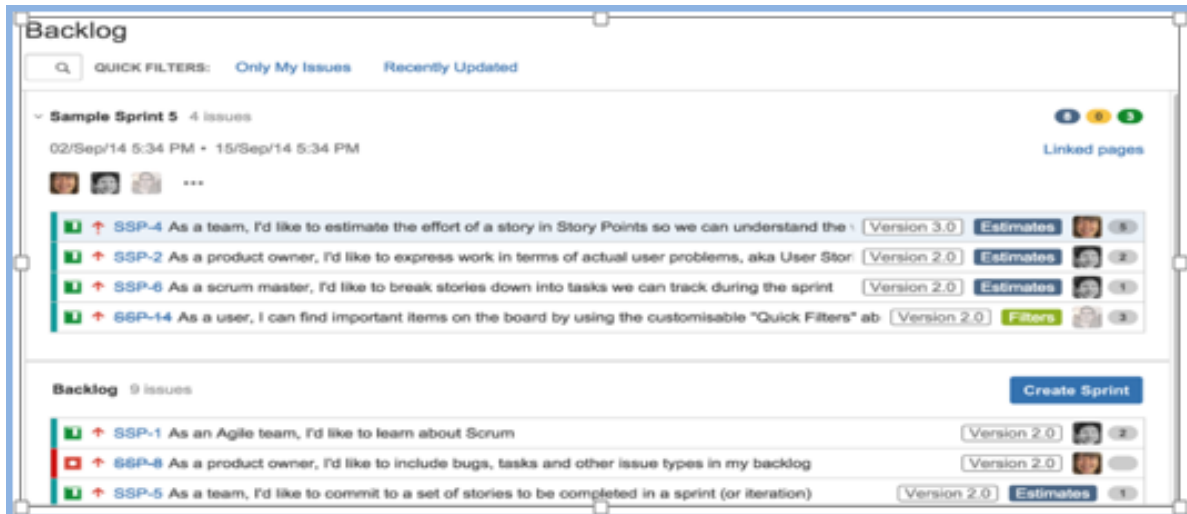 Backlog
QUICK FILTERS: Only My Issues Recently Updated
Sample Sprint 5 4 issues
0 3
02/Sep/14 5:34 PM • 15/Sep/14 5:34 PM Linked pages
SSP-4 As a team, I'd like to estimate the effort of a story in Story Points so we can understand the Version 3.0 Estimates 5
SSP-2 As a product owner, I'd like to express work in terms of actual user problems, aka User Stor Version 2.0 Estimates 2
SSP-6 As a scrum master, I'd like to break stories down into tasks we can track during the sprint Version 2.0 Estimates 1
SSP-14 As a user, I can find important items on the board by using the customisable "Quick Filters" ab Version 2.0 Filters 3
Backlog 9 issues Create Sprint
SSP-1 As an Agile team, I'd like to learn about Scrum Version 2.0 2
SSP-8 As a product owner, I'd like to include bugs, tasks and other issue types in my backlog Version 2.0
SSP-5 As a team, I'd like to commit to a set of stories to be completed in a sprint (or iteration) Version 2.0 Estimates 1